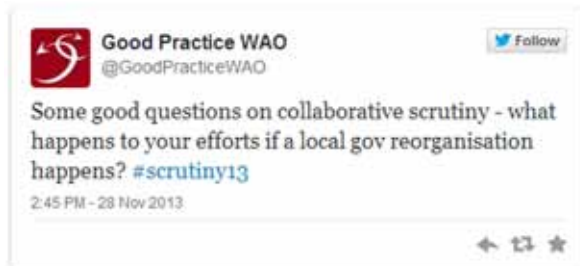 Good Practice WAO
Follow
@GoodPracticeWAO
Some good questions on collaborative scrutiny - what
happens to your efforts if a local gov reorganisation
happens? #scrutiny13
2:45 PM - 28 Nov 2013